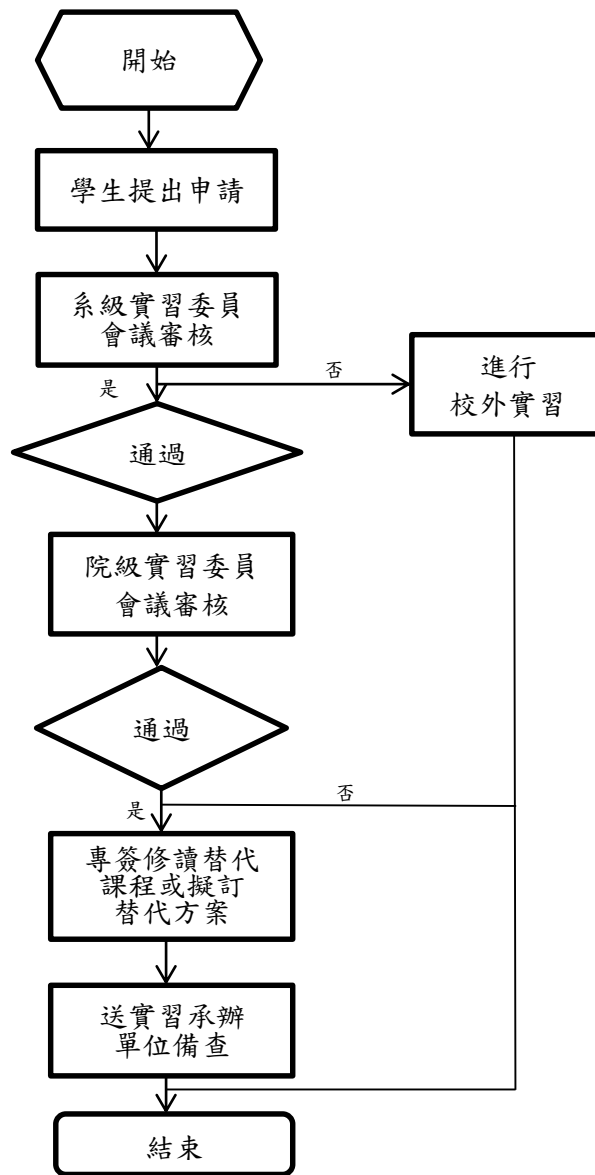 開始
學生提出申請
系級實習委員
會議審核
是
否
進行
校外實習
通過
院級實習委員
會議審核
通過
否
是
專簽修讀替代
課程或擬訂
替代方案
送實習承辦
單位備查
結束